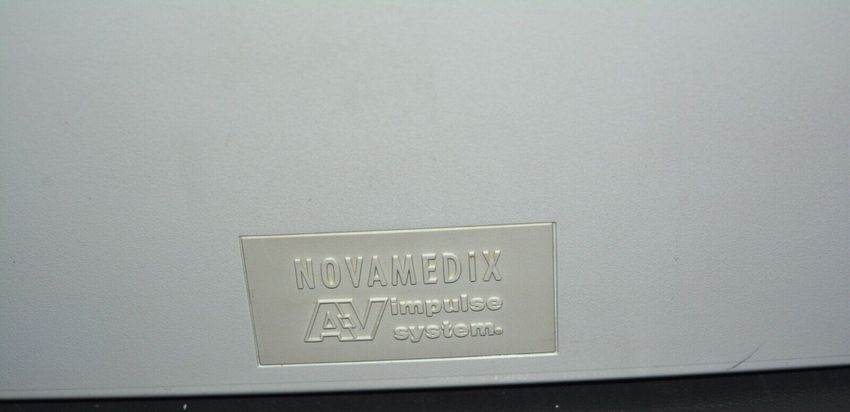 NOVAMEDIX
A-V impulse
system.